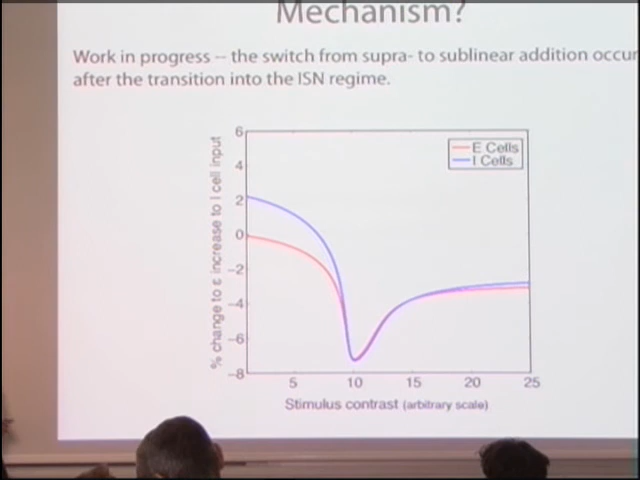 Mechanism?
Work in progress -- the switch from supra- to sublinear addition occur
after the transition into the ISN regime.
6
4
2
0
−2
−4
−6
−8
% change to ε increase to I cell input
E Cells
I Cells
5
10
15
20
25
Stimulus contrast (arbitrary scale)